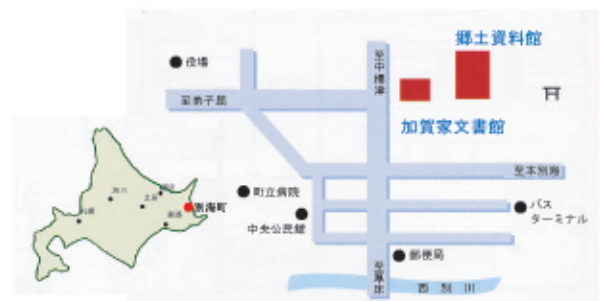 郷土資料館
役場
至中標津
至弟子屈
加賀家文書館
至本別海
町立病院
別海町
中央公民館
バス
ターミナル
郵便局
至厚床
西別川